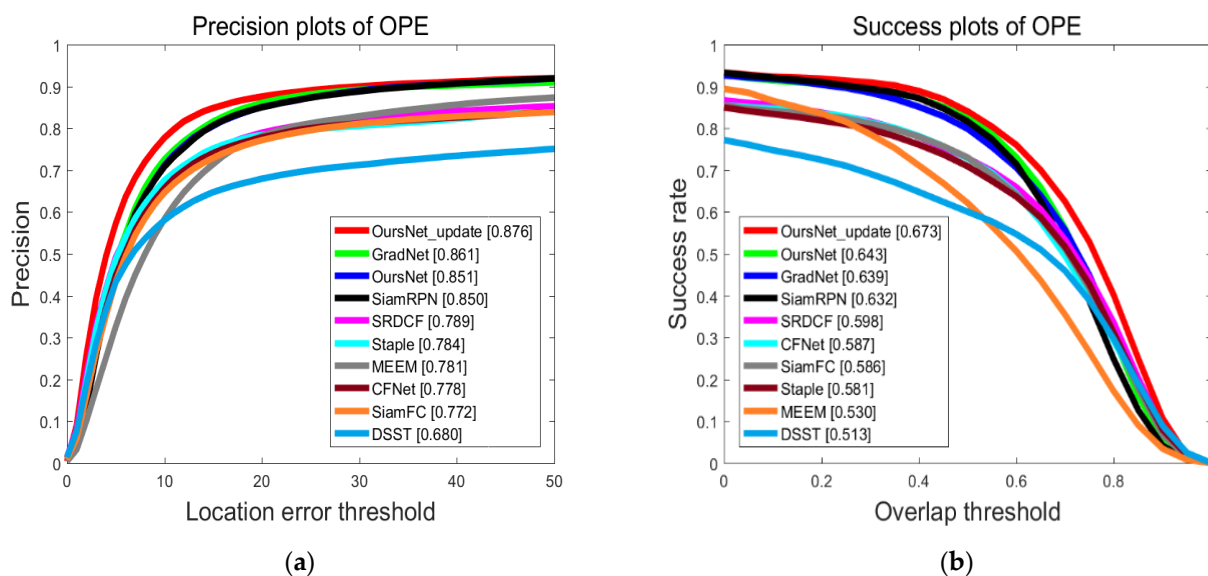 Precision plots of OPE
1
0.9
0.8
0.7
0.6
0.5
0.4
0.3
0.2
0.1
0
Precision
OursNet_update [0.876]
GradNet [0.861]
OursNet [0.851]
SiamRPN [0.850]
SRDCF [0.789]
Staple [0.784]
MEEM [0.781]
CFNet [0.778]
SiamFC [0.772]
DSST [0.680]
0 10 20 30 40 50
Location error threshold
(a)
Success plots of OPE
1
0.9
0.8
0.7
0.6
0.5
0.4
0.3
0.2
0.1
0
Success rate
OursNet_update [0.673]
OursNet [0.643]
GradNet [0.639]
SiamRPN [0.632]
SRDCF [0.598]
CFNet [0.587]
SiamFC [0.586]
Staple [0.581]
MEEM [0.530]
DSST [0.513]
0 0.2 0.4 0.6 0.8
Overlap threshold
(b)